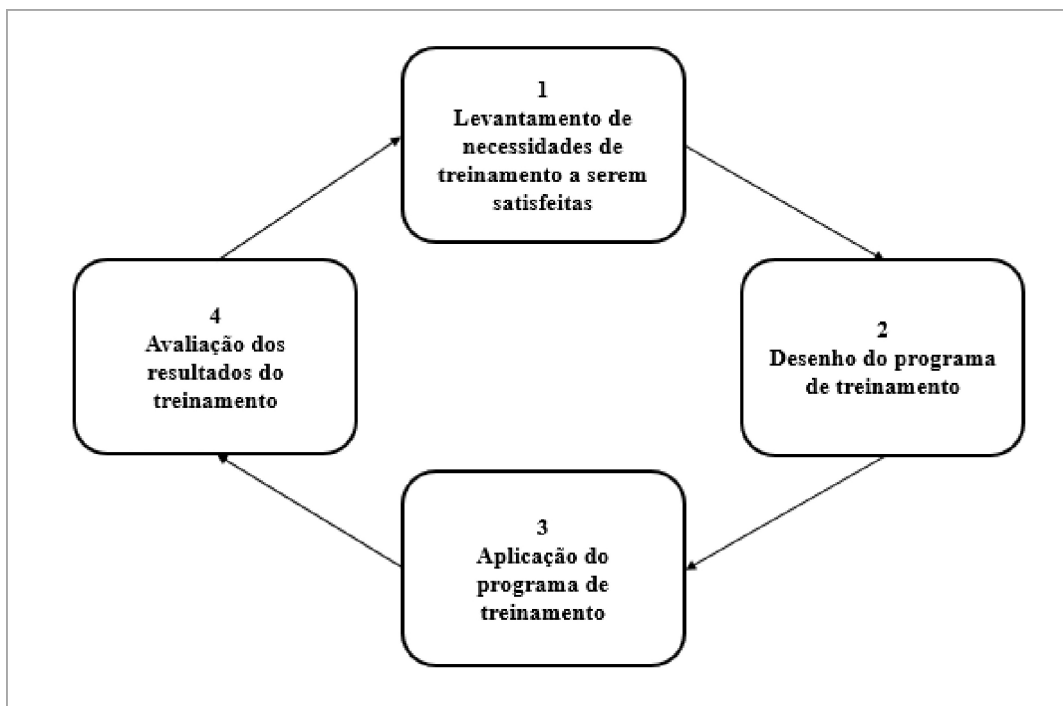 1
Levantamento de
necessidades de
treinamento a serem
satisfeitas
2
Desenho do programa
de treinamento
3
Aplicação do
programa de
treinamento
4
Avaliação dos
resultados do
treinamento